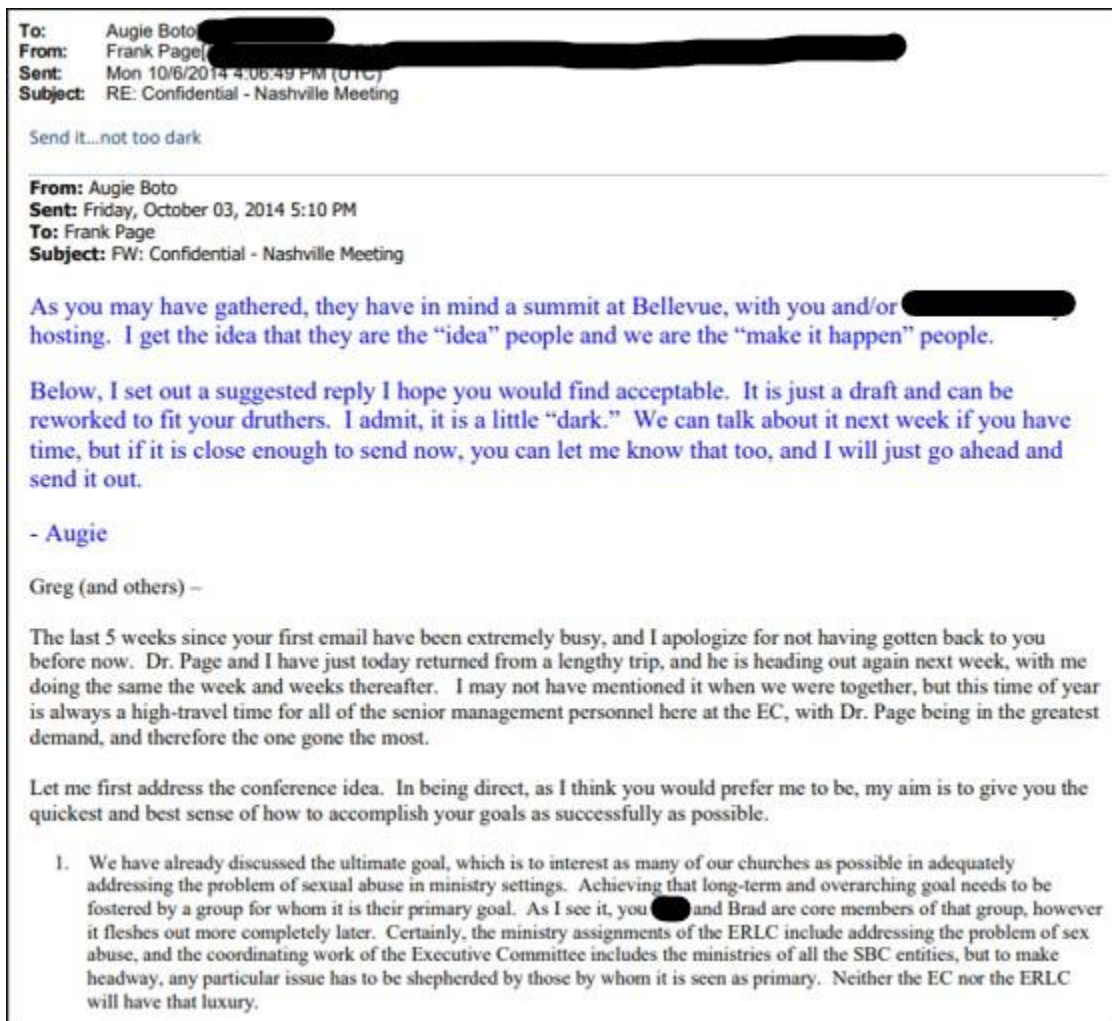 To: Augie Boto
From: Frank Page
Sent: Mon 10/6/2014 4:06:49 PM (UTC)
Subject: RE: Confidential - Nashville Meeting
Send it...not too dark
From: Augie Boto
Sent: Friday, October 03, 2014 5:10 PM
To: Frank Page
Subject: FW: Confidential - Nashville Meeting
As you may have gathered, they have in mind a summit at Bellevue, with you and/or
hosting. I get the idea that they are the “idea” people and we are the “make it happen” people.
Below, I set out a suggested reply I hope you would find acceptable. It is just a draft and can be
reworked to fit your druthers. I admit, it is a little “dark.” We can talk about it next week if you have
time, but if it is close enough to send now, you can let me know that too, and I will just go ahead and
send it out.
- Augie
Greg (and others) –
The last 5 weeks since your first email have been extremely busy, and I apologize for not having gotten back to you
before now. Dr. Page and I have just today returned from a lengthy trip, and he is heading out again next week, with me
doing the same the week and weeks thereafter. I may not have mentioned it when we were together, but this time of year
is always a high-travel time for all of the senior management personnel here at the EC, with Dr. Page being in the greatest
demand, and therefore the one gone the most.
Let me first address the conference idea. In being direct, as I think you would prefer me to be, my aim is to give you the
quickest and best sense of how to accomplish your goals as successfully as possible.
1. We have already discussed the ultimate goal, which is to interest as many of our churches as possible in adequately
addressing the problem of sexual abuse in ministry settings. Achieving that long-term and overarching goal needs to be
fostered by a group for whom it is their primary goal. As I see it, you and Brad are core members of that group, however
it fleshes out more completely later. Certainly, the ministry assignments of the ERLC include addressing the problem of sex
abuse, and the coordinating work of the Executive Committee includes the ministries of all the SBC entities, but to make
headway, any particular issue has to be shepherded by those by whom it is seen as primary. Neither the EC nor the ERLC
will have that luxury.